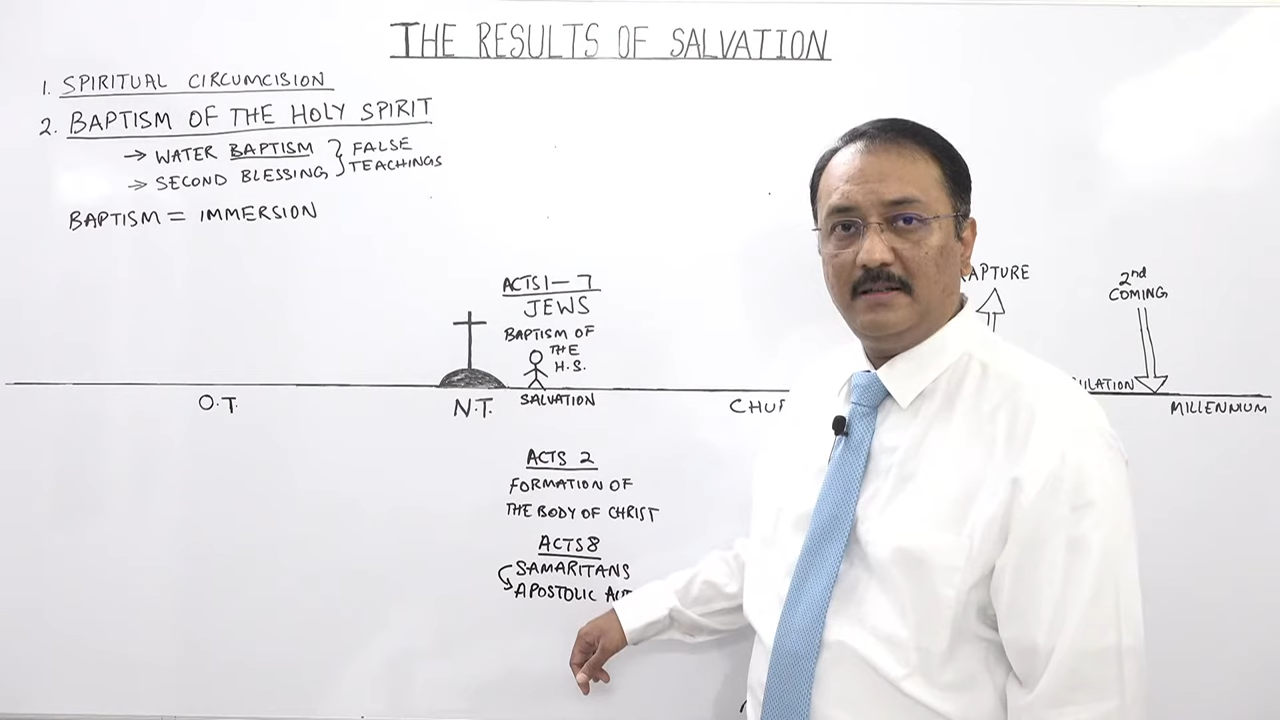 THE RESULTS OF SALVATION
1. SPIRITUAL CIRCUMCISION
2. BAPTISM OF THE HOLY SPIRIT
→ WATER BAPTISM } FALSE
→ SECOND BLESSING } TEACHINGS
BAPTISM = IMMERSION
ACTS 1 – 7
JEWS
BAPTISM OF
THE
H.S.
SALVATION
O.T.
N.T.
2nd
COMING
MILLENNIUM
ACTS 2
FORMATION OF
THE BODY OF CHRIST
ACTS 8
SAMARITANS
APOSTOLIC